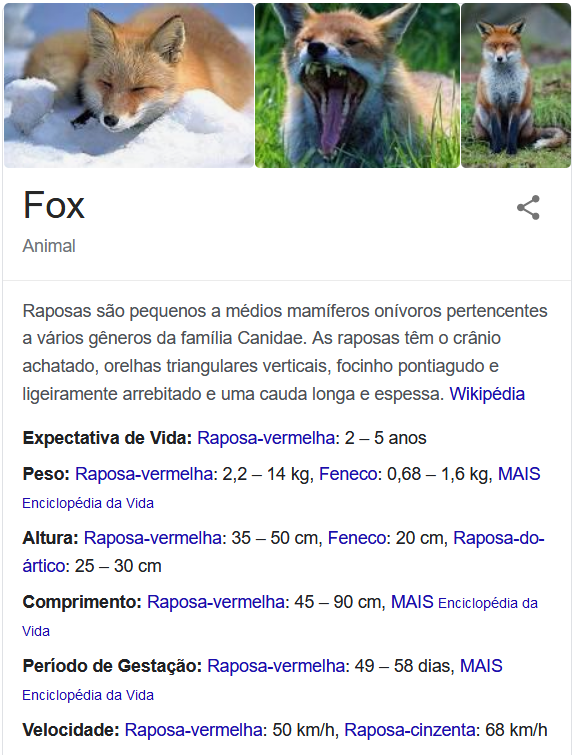 Fox
Animal
Raposas são pequenos a médios mamíferos onívoros pertencentes
a vários gêneros da família Canidae. As raposas têm o crânio
achatado, orelhas triangulares verticais, focinho pontiagudo e
ligeiramente arrebitado e uma cauda longa e espessa. Wikipédia
Expectativa de Vida: Raposa-vermelha: 2 – 5 anos
Peso: Raposa-vermelha: 2,2 – 14 kg, Feneco: 0,68 – 1,6 kg, MAIS
Enciclopédia da Vida
Altura: Raposa-vermelha: 35 – 50 cm, Feneco: 20 cm, Raposa-do-
ártico: 25 – 30 cm
Comprimento: Raposa-vermelha: 45 – 90 cm, MAIS Enciclopédia da
Vida
Período de Gestação: Raposa-vermelha: 49 – 58 dias, MAIS
Enciclopédia da Vida
Velocidade: Raposa-vermelha: 50 km/h, Raposa-cinzenta: 68 km/h